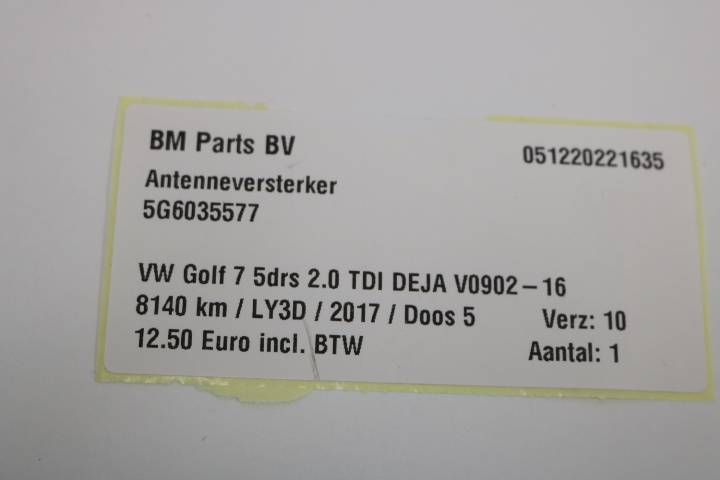 BM Parts BV 051220221635
Antenneversterker
5G6035577
VW Golf 7 5drs 2.0 TDI DEJA V0902-16
8140 km / LY3D / 2017 / Doos 5 Verz: 10
12.50 Euro incl. BTW Aantal: 1